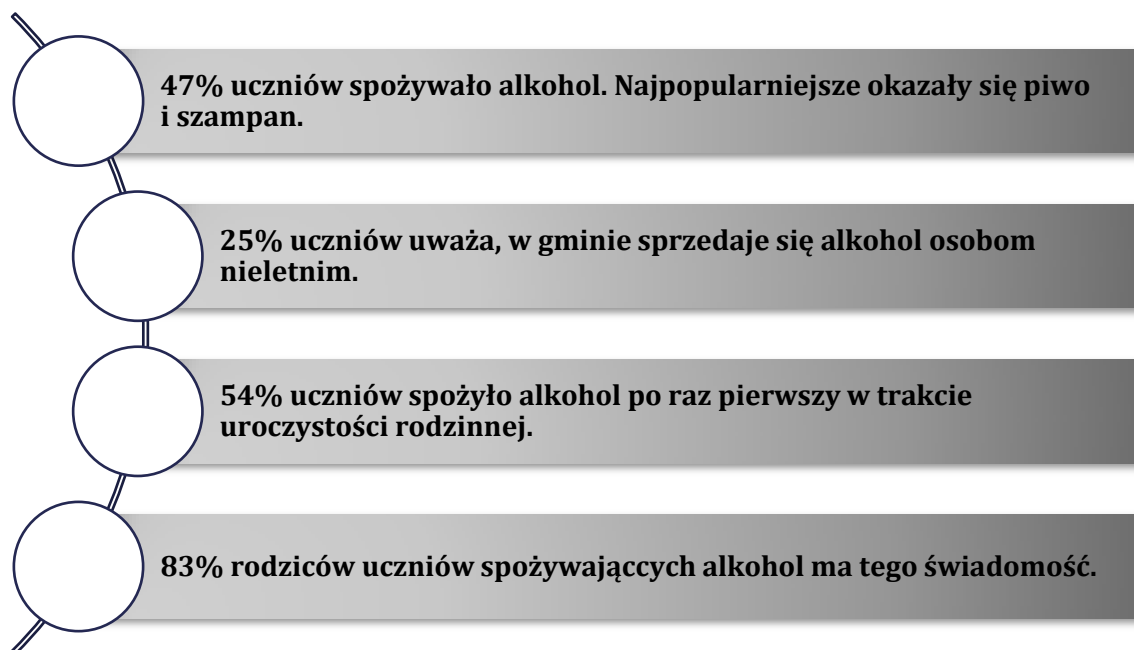 47% uczniów spożywało alkohol. Najpopularniejsze okazały się piwo
i szampan.
25% uczniów uważa, w gminie sprzedaje się alkohol osobom
nieletnim.
54% uczniów spożyło alkohol po raz pierwszy w trakcie
uroczystości rodzinnej.
83% rodziców uczniów spożywająccych alkohol ma tego świadomość.